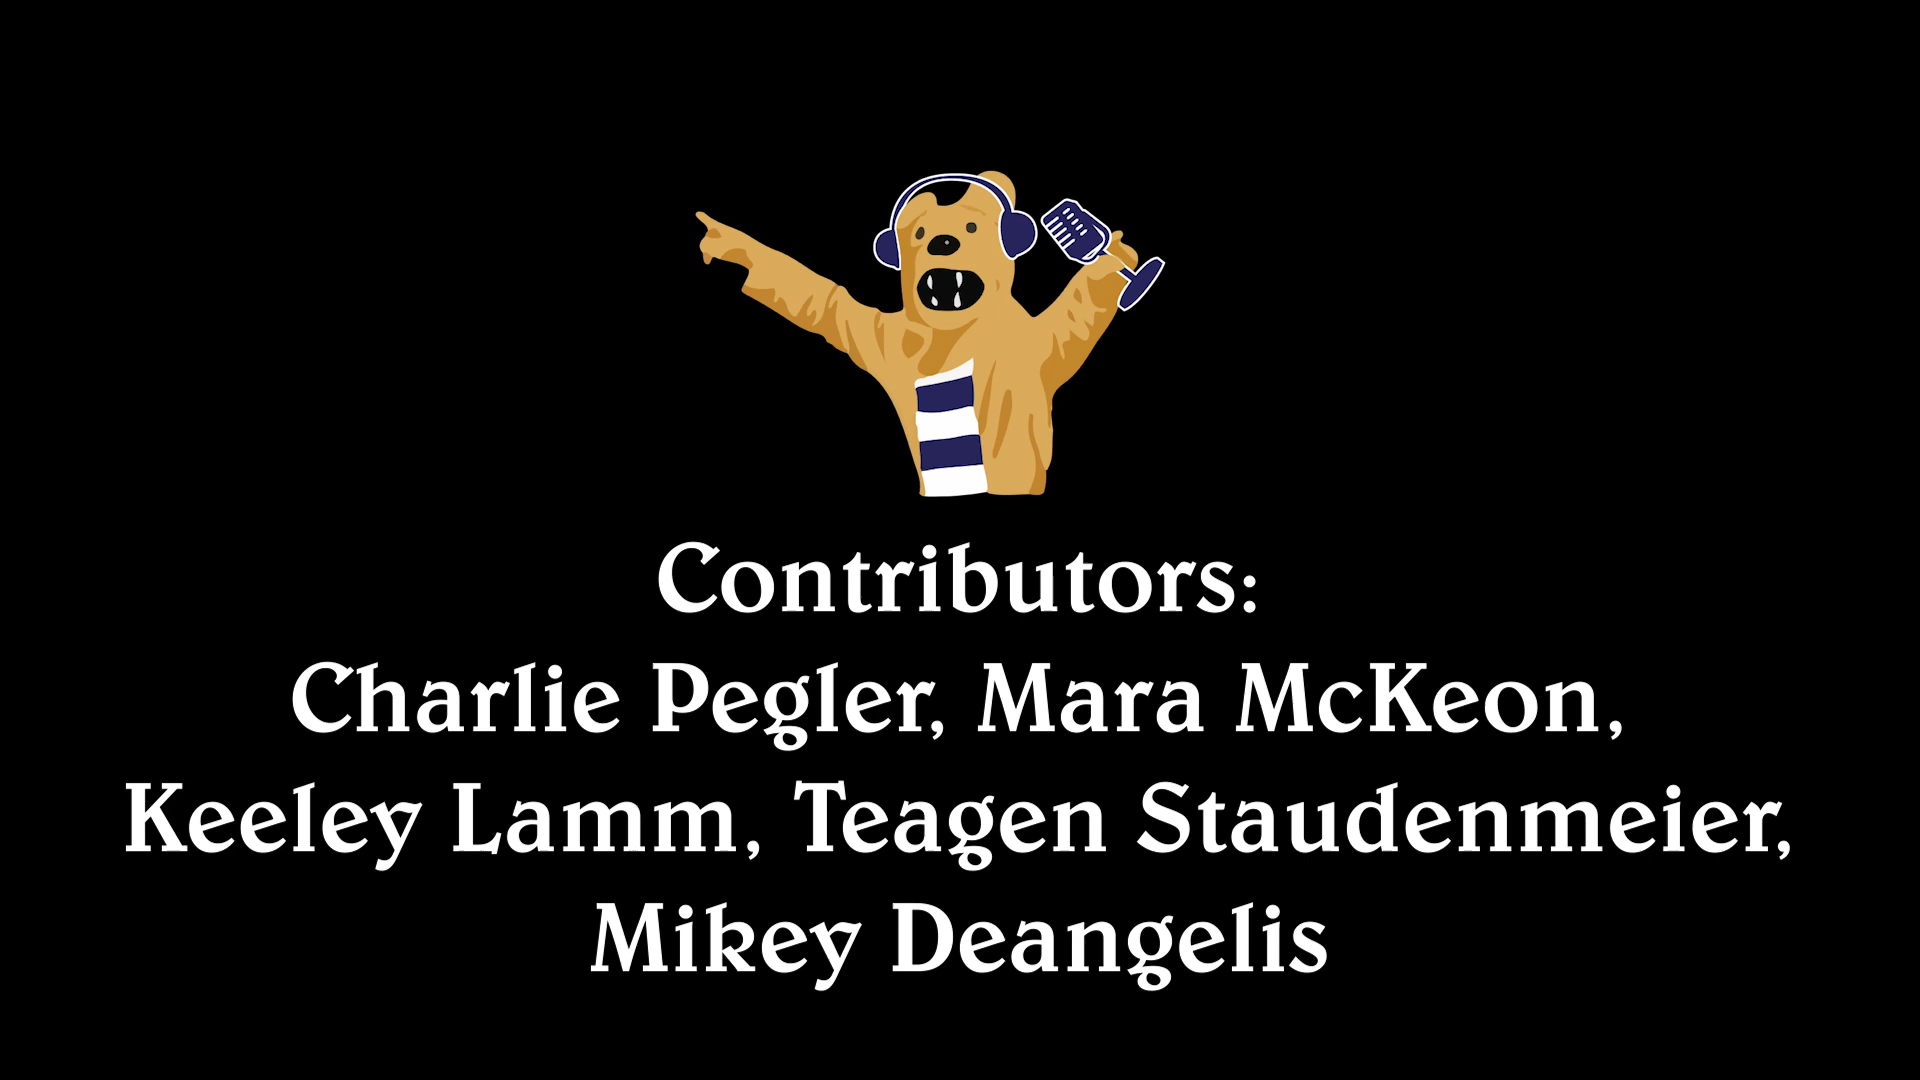 Contributors:
Charlie Pegler, Mara McKeon,
Keeley Lamm, Teagen Staudenmeier,
Mikey Deangelis